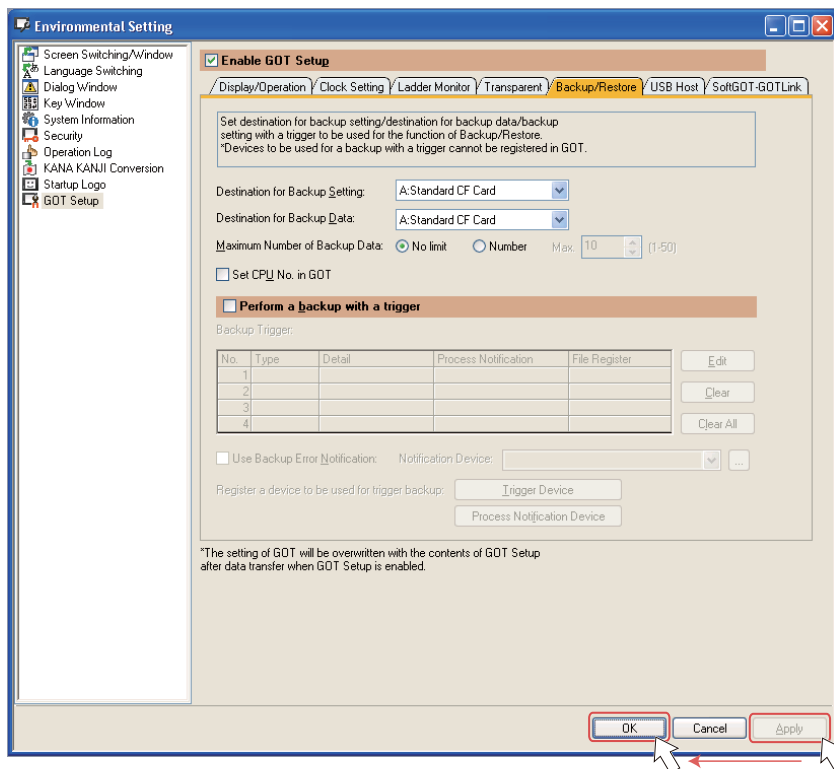 Environmental Setting
Screen Switching/Window
Language Switching
Dialog Window
Key Window
System Information
Security
Operation Log
KANA KANJI Conversion
Startup Logo
GOT Setup
Enable GOT Setup
Display/Operation Clock Setting Ladder Monitor Transparent Backup/Restore USB Host SoftGOT-GOTLink
Set destination for backup setting/destination for backup data/backup
setting with a trigger to be used for the function of Backup/Restore.
*Devices to be used for a backup with a trigger cannot be registered in GOT.
Destination for Backup Setting: A:Standard CF Card
Destination for Backup Data: A:Standard CF Card
Maximum Number of Backup Data: No limit Number Max. 10 (1-50)
Set CPU No. in GOT
Perform a backup with a trigger
Backup Trigger:
No. Type Detail Process Notification File Register
1
2
3
4
Edit
Clear
Clear All
Use Backup Error Notification: Notification Device: ...
Register a device to be used for trigger backup: Trigger Device
Process Notification Device
*The setting of GOT will be overwritten with the contents of GOT Setup
after data transfer when GOT Setup is enabled.
OK Cancel Apply